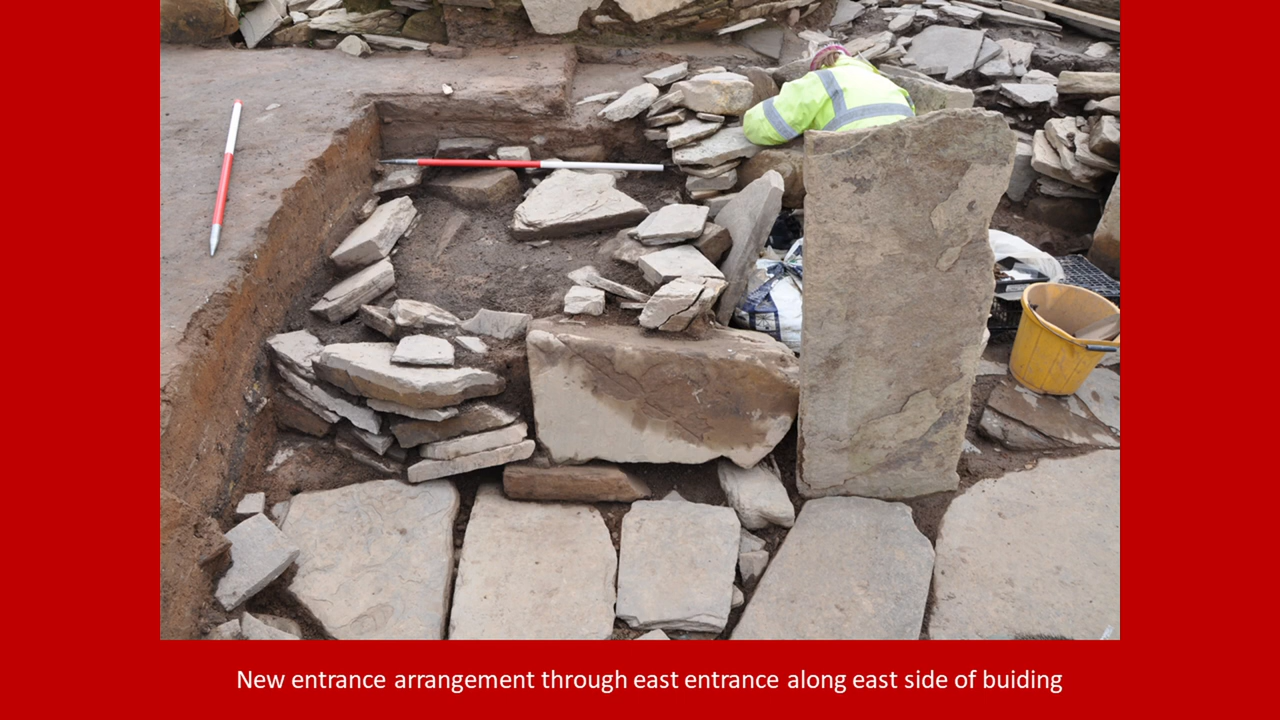 New entrance arrangement through east entrance along east side of buiding